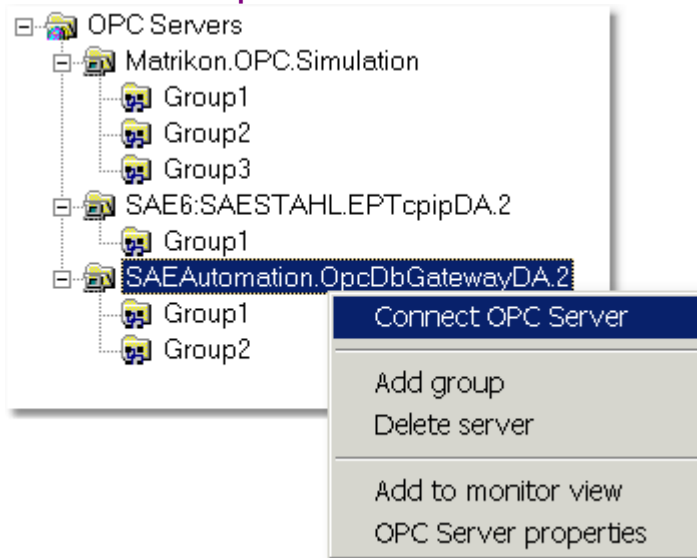 OPC Servers
Matrikon.OPC.Simulation
Group1
Group2
Group3
SAE6:SAESTAHL.EPTcpipDA.2
Group1
SAEAutomation.OpcDbGatewayDA.2
Group1
Group2
Connect OPC Server
Add group
Delete server
Add to monitor view
OPC Server properties